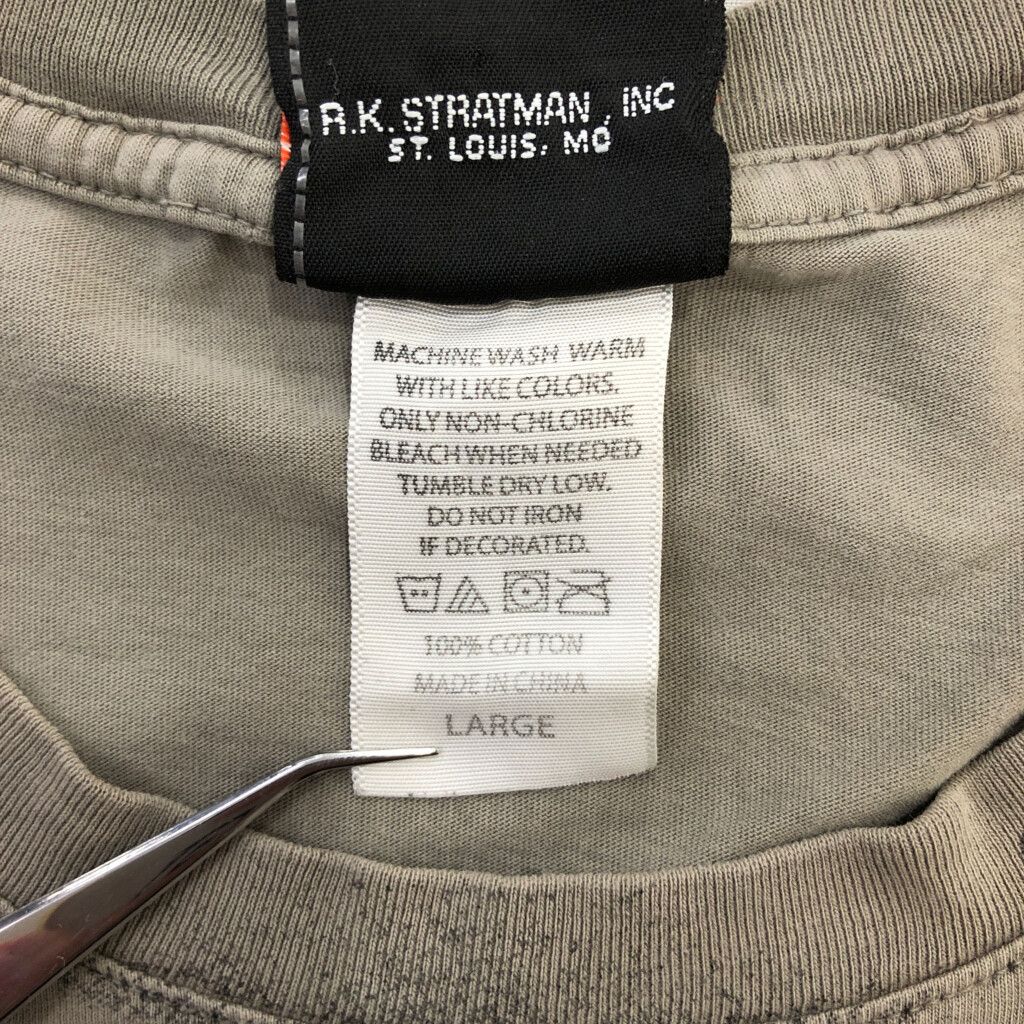 R.K. STRATMAN, INC
ST. LOUIS, MO
MACHINE WASH WARM
WITH LIKE COLORS.
ONLY NON-CHLORINE
BLEACH WHEN NEEDED
TUMBLE DRY LOW.
DO NOT IRON
IF DECORATED.
100% COTTON
MADE IN CHINA
LARGE